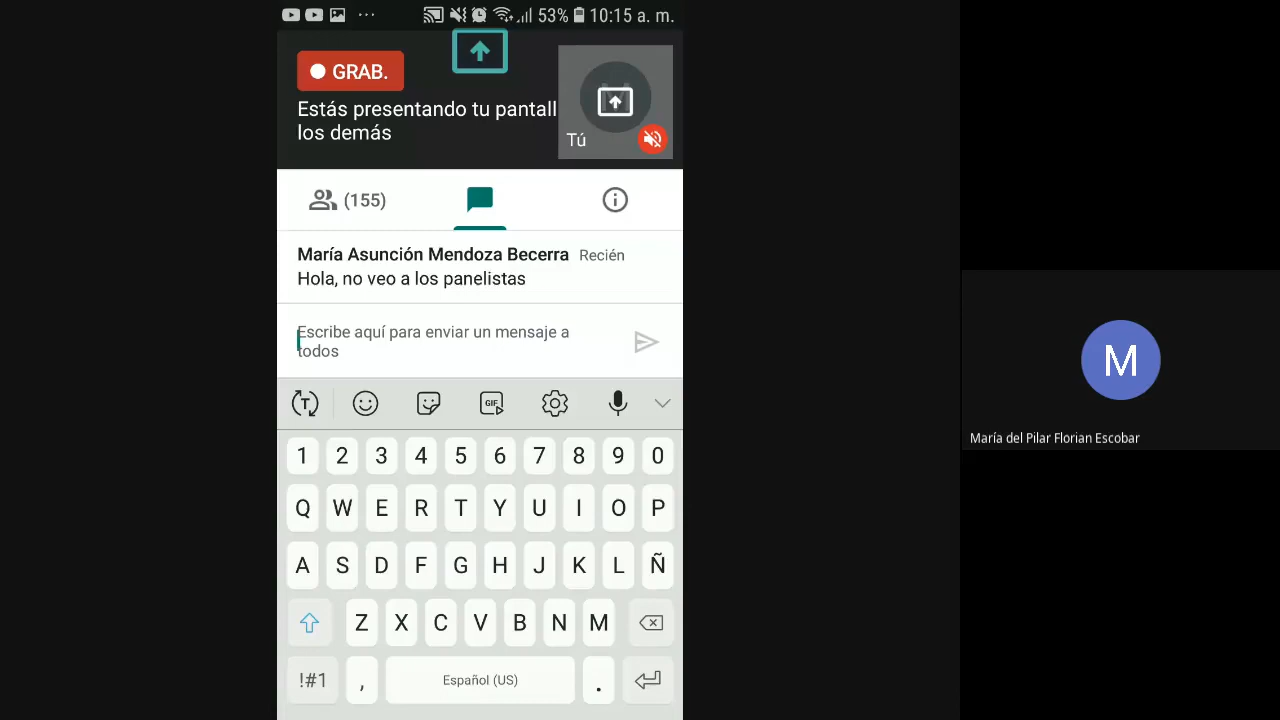 53% 10:15 a. m.
GRAB.
Estás presentando tu pantall
los demás
Tú
(155)
María Asunción Mendoza Becerra Recién
Hola, no veo a los panelistas
Escribe aquí para enviar un mensaje a
todos
T GIF
1 2 3 4 5 6 7 8 9 0
Q W E R T Y U I O P
A S D F G H J K L Ñ
Z X C V B N M
!#1 , Español (US) .
M
María del Pilar Florian Escobar